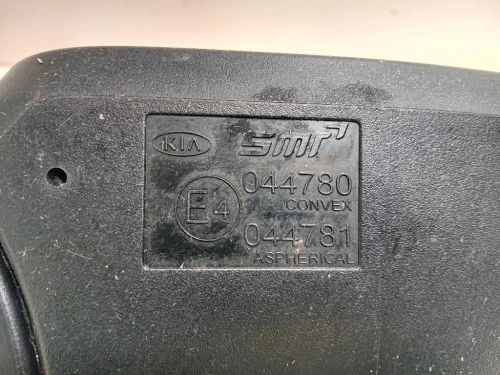 KIA SMR
E4 044780
CONVEX
044781
ASPHERICAL